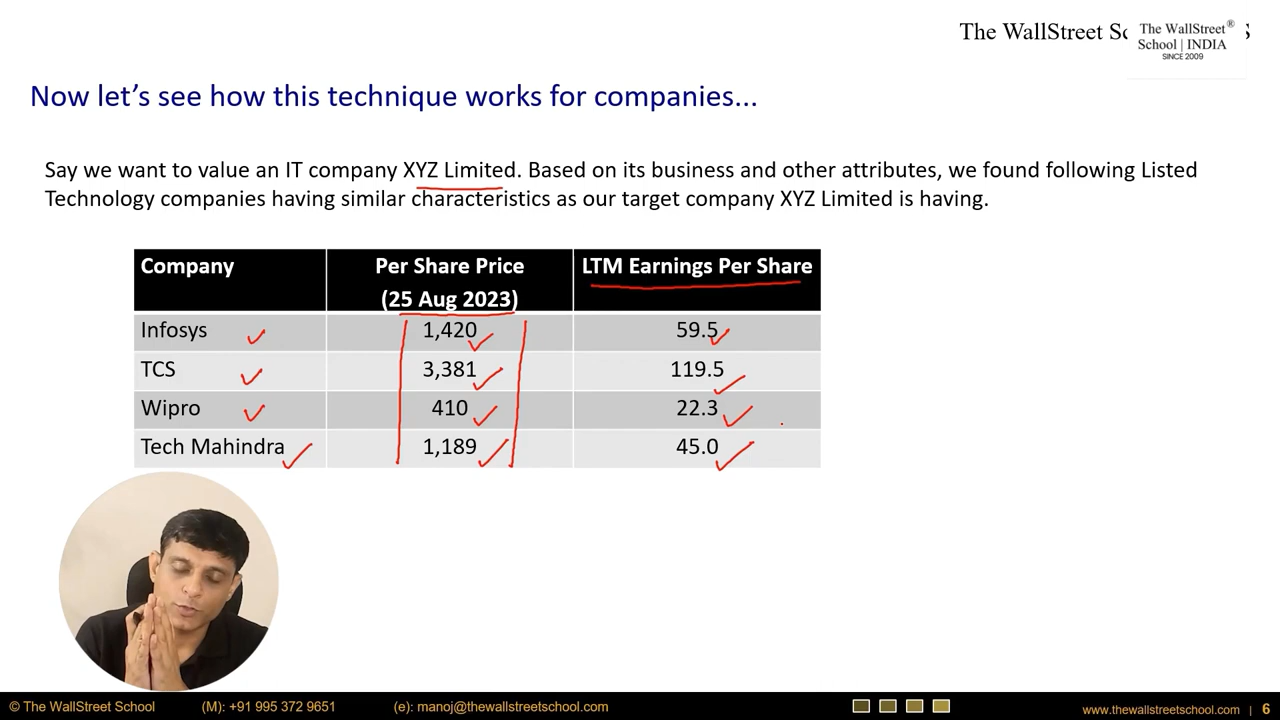 The WallStreet Sc
The WallStreet®
School | INDIA
SINCE 2009
S
Now let’s see how this technique works for companies...
Say we want to value an IT company XYZ Limited. Based on its business and other attributes, we found following Listed
Technology companies having similar characteristics as our target company XYZ Limited is having.
Company Per Share Price LTM Earnings Per Share
(25 Aug 2023)
Infosys 1,420 59.5
TCS 3,381 119.5
Wipro 410 22.3
Tech Mahindra 1,189 45.0
© The WallStreet School (M): +91 995 372 9651 (e): manoj@thewallstreetschool.com www.thewallstreetschool.com | 6